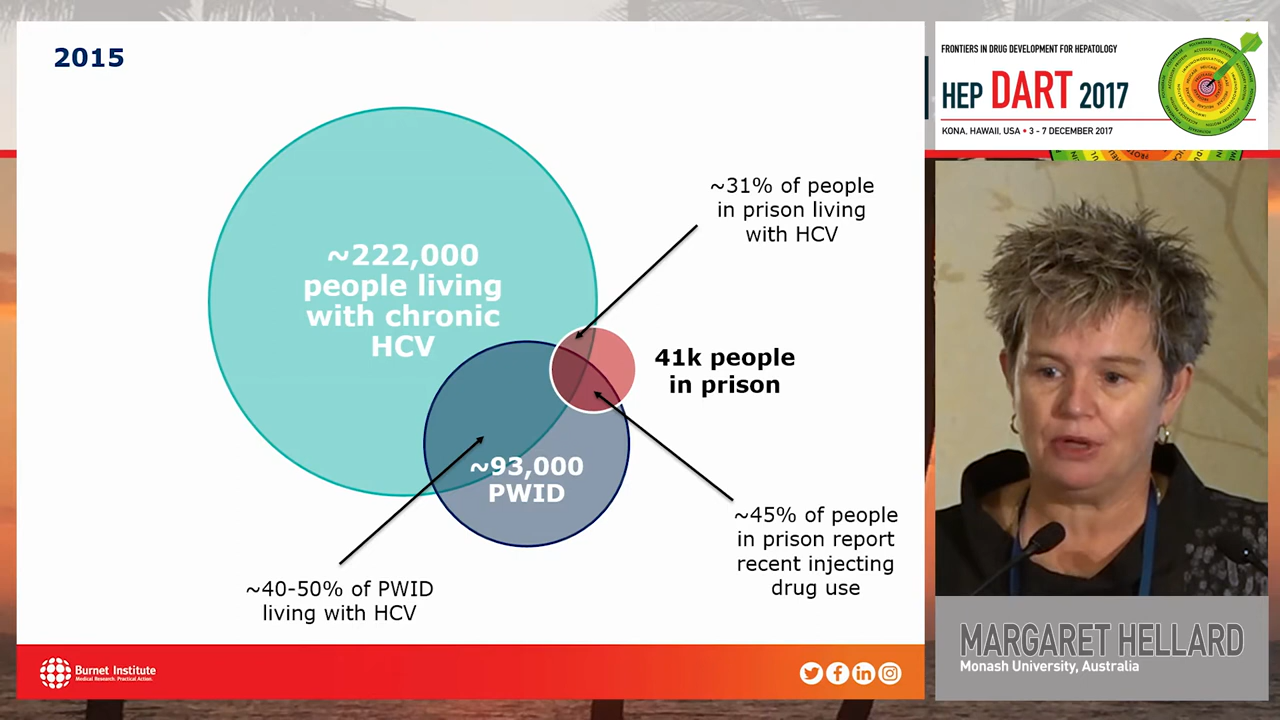 2015
~222,000
people living
with chronic
HCV
~31% of people
in prison living
with HCV
41k people
in prison
~93,000
PWID
~45% of people
in prison report
recent injecting
drug use
~40-50% of PWID
living with HCV
Burnet Institute
Medical Research. Practical Action.
FRONTIERS IN DRUG DEVELOPMENT FOR HEPATOLOGY
HEP DART 2017
KONA, HAWAII, USA • 3 - 7 DECEMBER 2017
MARGARET HELLARD
Monash University, Australia